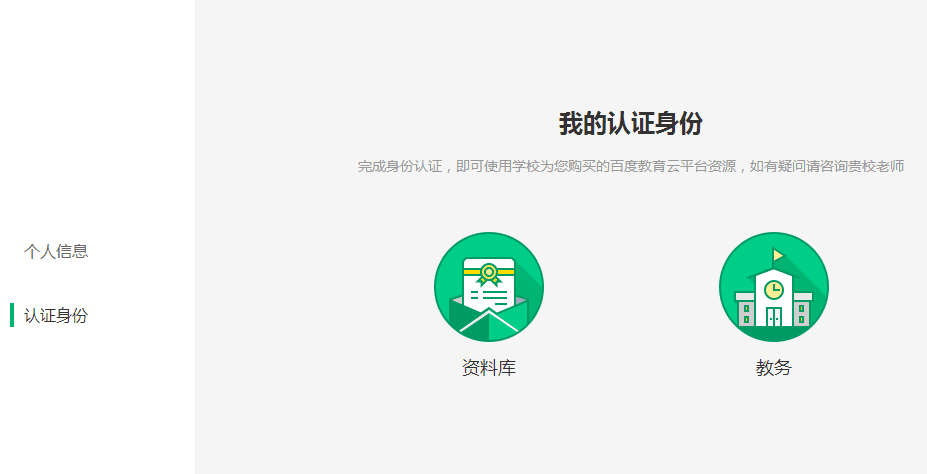 我的认证身份
完成身份认证，即可使用学校为您购买的百度教育云平台资源，如有疑问请咨询贵校老师
个人信息
认证身份
资料库
教务